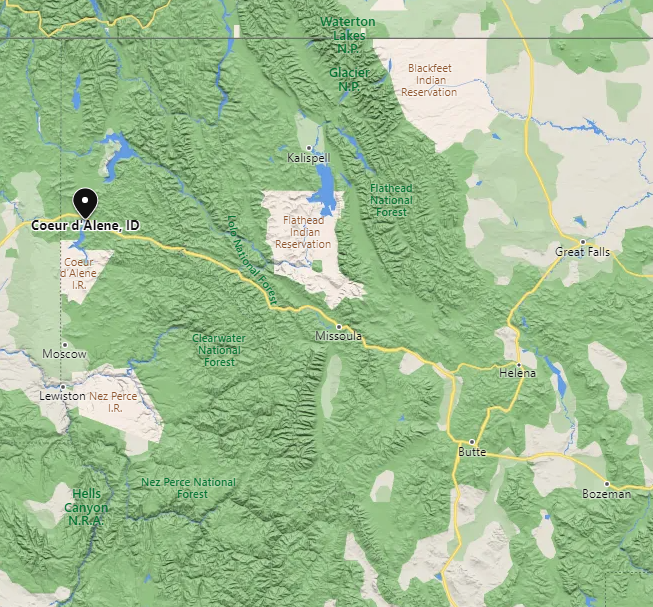 Waterton
Lakes
N.P.
Glacier
N.P.
Blackfeet
Indian
Reservation
Kalispell
Flathead
National
Forest
Coeur d'Alene, ID
Lolo National Forest
Flathead
Indian
Reservation
Great Falls
Coeur
d'Alene
I.R.
Missoula
Clearwater
National
Forest
Moscow
Helena
Lewiston
Nez Perce
I.R.
Butte
Nez Perce National
Forest
Bozeman
Hells
Canyon
N.R.A.